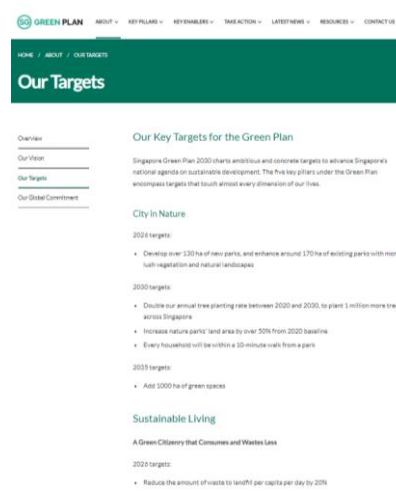 SG GREEN PLAN
ABOUT
KEY PILLARS
KEY ENABLERS
TAKE ACTION
LATEST NEWS
RESOURCES
CONTACT US
HOME / ABOUT / OUR TARGETS
Our Targets
Overview
Our Vision
Our Targets
Our Global Commitment
Our Key Targets for the Green Plan
Singapore Green Plan 2030 charts ambitious and concrete targets to advance Singapore's
national agenda on sustainable development. The five key pillars under the Green Plan
encompass targets that touch almost every dimension of our lives.
City in Nature
2026 targets:
• Develop over 130 ha of new parks, and enhance around 170 ha of existing parks with mor
lush vegetation and natural landscapes
2030 targets:
• Double our annual tree planting rate between 2020 and 2030, to plant 1 million more tre
across Singapore
• Increase nature parks' land area by over 50% from 2020 baseline
• Every household will be within a 10-minute walk from a park
2035 targets:
• Add 1000 ha of green spaces
Sustainable Living
A Green Citizenry that Consumes and Wastes Less
2026 targets:
• Reduce the amount of waste to landfill per capita per day by 20%